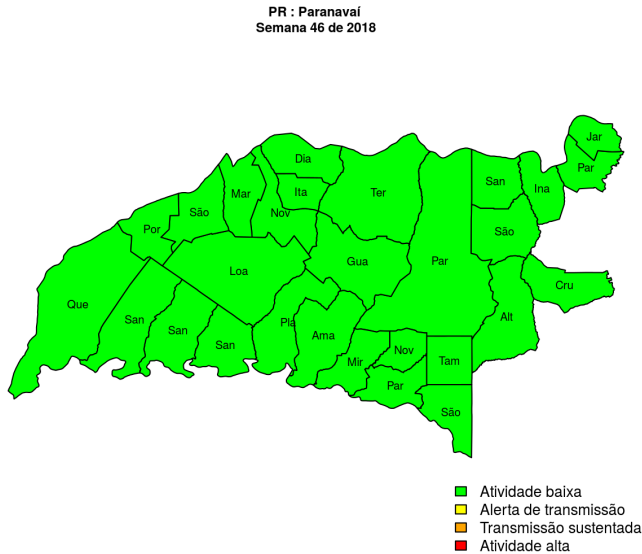 PR : Paranavaí
Semana 46 de 2018
Jar
Par
Dia
San
Ina
Mar
Ita
Ter
São
Nov
Por
São
Loa
Gua
Par
Cru
Que
San
San
San
Pla
Ama
Alt
Mir
Nov
Tam
Par
São
Atividade baixa
Alerta de transmissão
Transmissão sustentada
Atividade alta